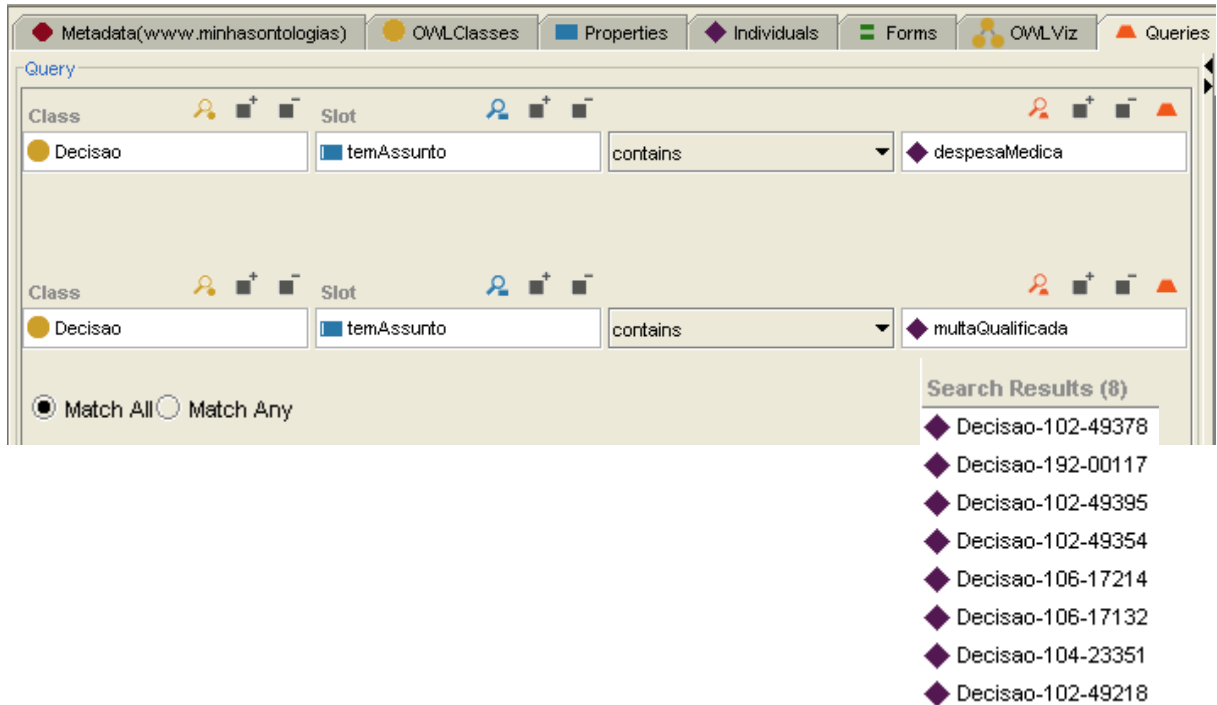 Metadata(www.minhasontologias) OWLClasses Properties Individuals Forms OWLViz Queries
Query
Class Slot
Decisao temAssunto contains despesaMedica
Class Slot
Decisao temAssunto contains multaQualificada
Match All Match Any
Search Results (8)
Decisao-102-49378
Decisao-192-00117
Decisao-102-49395
Decisao-102-49354
Decisao-106-17214
Decisao-106-17132
Decisao-104-23351
Decisao-102-49218